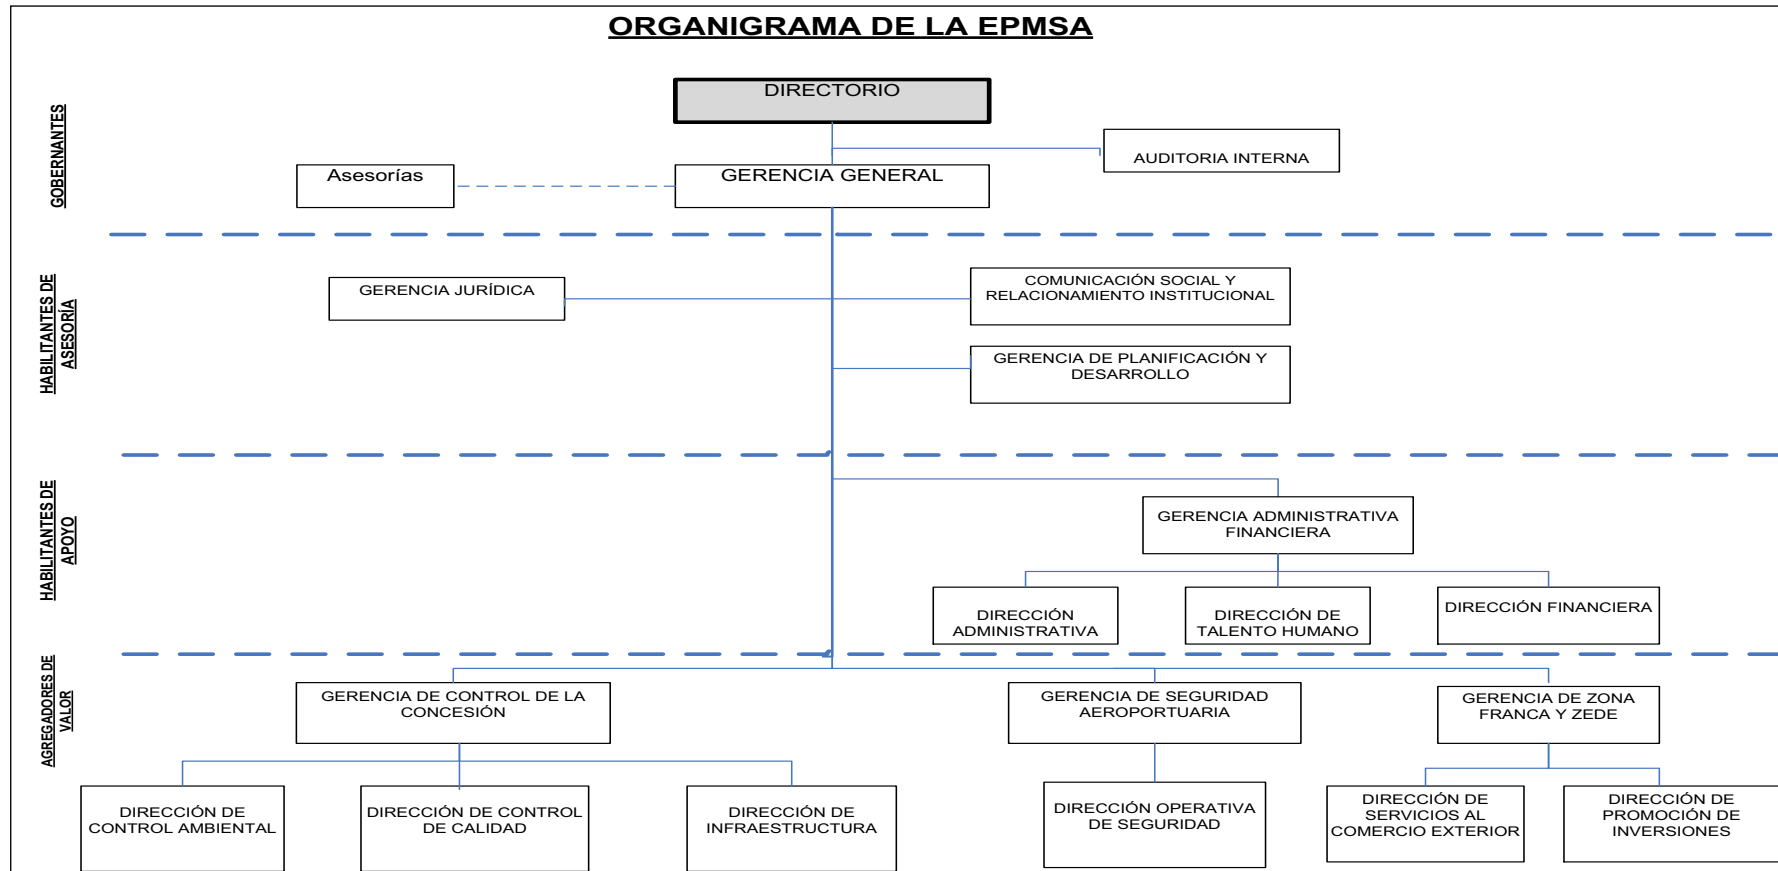 ORGANIGRAMA DE LA EPMSA
GOBERNANTES
DIRECTORIO
AUDITORIA INTERNA
Asesorías
GERENCIA GENERAL
HABILITANTES DE
ASESORÍA
GERENCIA JURÍDICA
COMUNICACIÓN SOCIAL Y
RELACIONAMIENTO INSTITUCIONAL
GERENCIA DE PLANIFICACIÓN Y
DESARROLLO
HABILITANTES DE
APOYO
GERENCIA ADMINISTRATIVA
FINANCIERA
DIRECCIÓN
ADMINISTRATIVA
DIRECCIÓN DE
TALENTO HUMANO
DIRECCIÓN FINANCIERA
AGREGADORES DE
VALOR
GERENCIA DE CONTROL DE LA
CONCESIÓN
GERENCIA DE SEGURIDAD
AEROPORTUARIA
GERENCIA DE ZONA
FRANCA Y ZEDE
DIRECCIÓN DE
CONTROL AMBIENTAL
DIRECCIÓN DE CONTROL
DE CALIDAD
DIRECCIÓN DE
INFRAESTRUCTURA
DIRECCIÓN OPERATIVA
DE SEGURIDAD
DIRECCIÓN DE
SERVICIOS AL
COMERCIO EXTERIOR
DIRECCIÓN DE
PROMOCIÓN DE
INVERSIONES